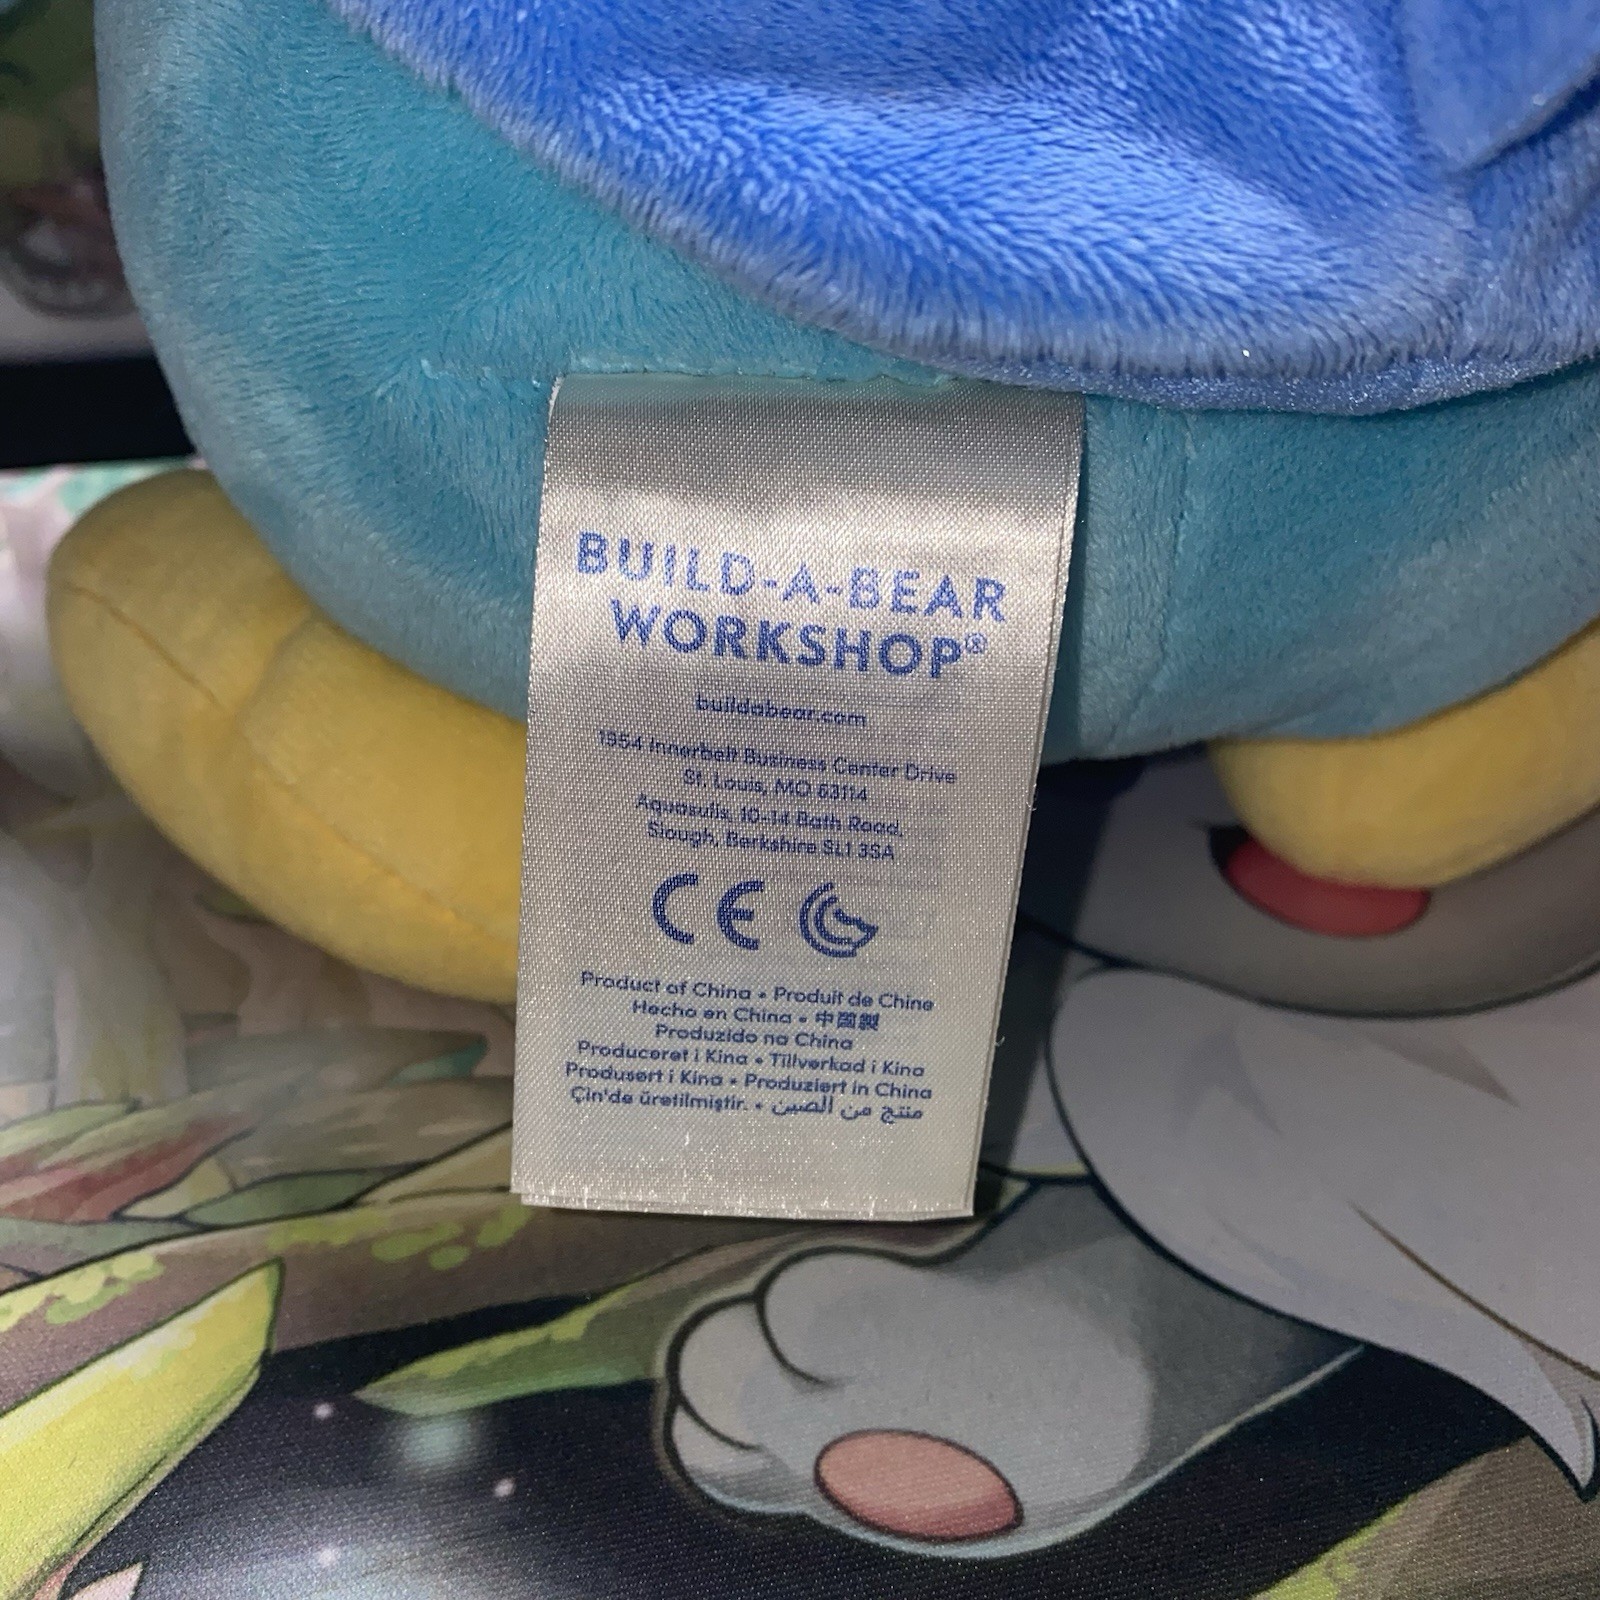 BUILD-A-BEAR
WORKSHOP®
buildabear.com
1954 Innerbelt Business Center Drive
St. Louis, MO 63114
Aquasulis, 10-14 Bath Road,
Slough, Berkshire SL1 3SA
CE
Product of China • Produit de Chine
Hecho en China • 中國製
Produzido na China
Produceret i Kina • Tillverkad i Kina
Produsert i Kina • Produziert in China
Çin'de üretilmiştir. • منتج من الصين